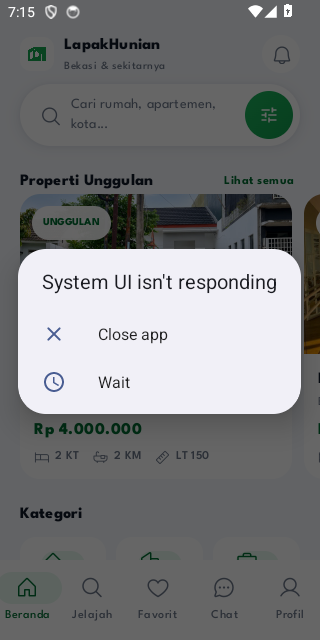 7:15
LapakHunian
Bekasi & sekitarnya
Cari rumah, apartemen,
kota...
Properti Unggulan
Lihat semua
UNGGULAN
System UI isn't responding
Close app
Wait
Rp 4.000.000
2 KT
2 KM
LT 150
Kategori
Beranda
Jelajah
Favorit
Chat
Profil